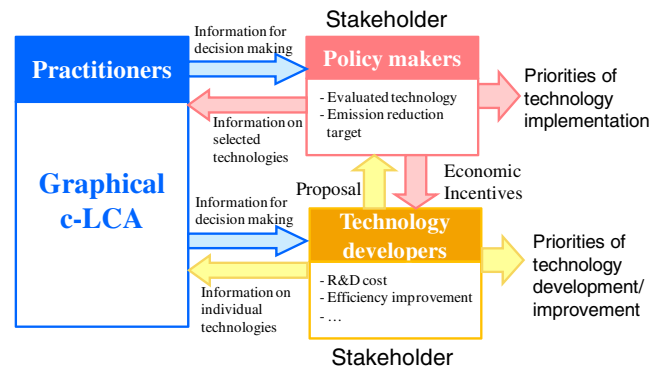 Stakeholder
Information for
decision making
Practitioners
Policy makers
- Evaluated technology
- Emission reduction
target
Priorities of
technology
implementation
Information on
selected
technologies
Graphical
c-LCA
Proposal
Economic
Incentives
Information for
decision making
Technology
developers
- R&D cost
- Efficiency improvement
- …
Priorities of
technology
development/
improvement
Information on
individual
technologies
Stakeholder